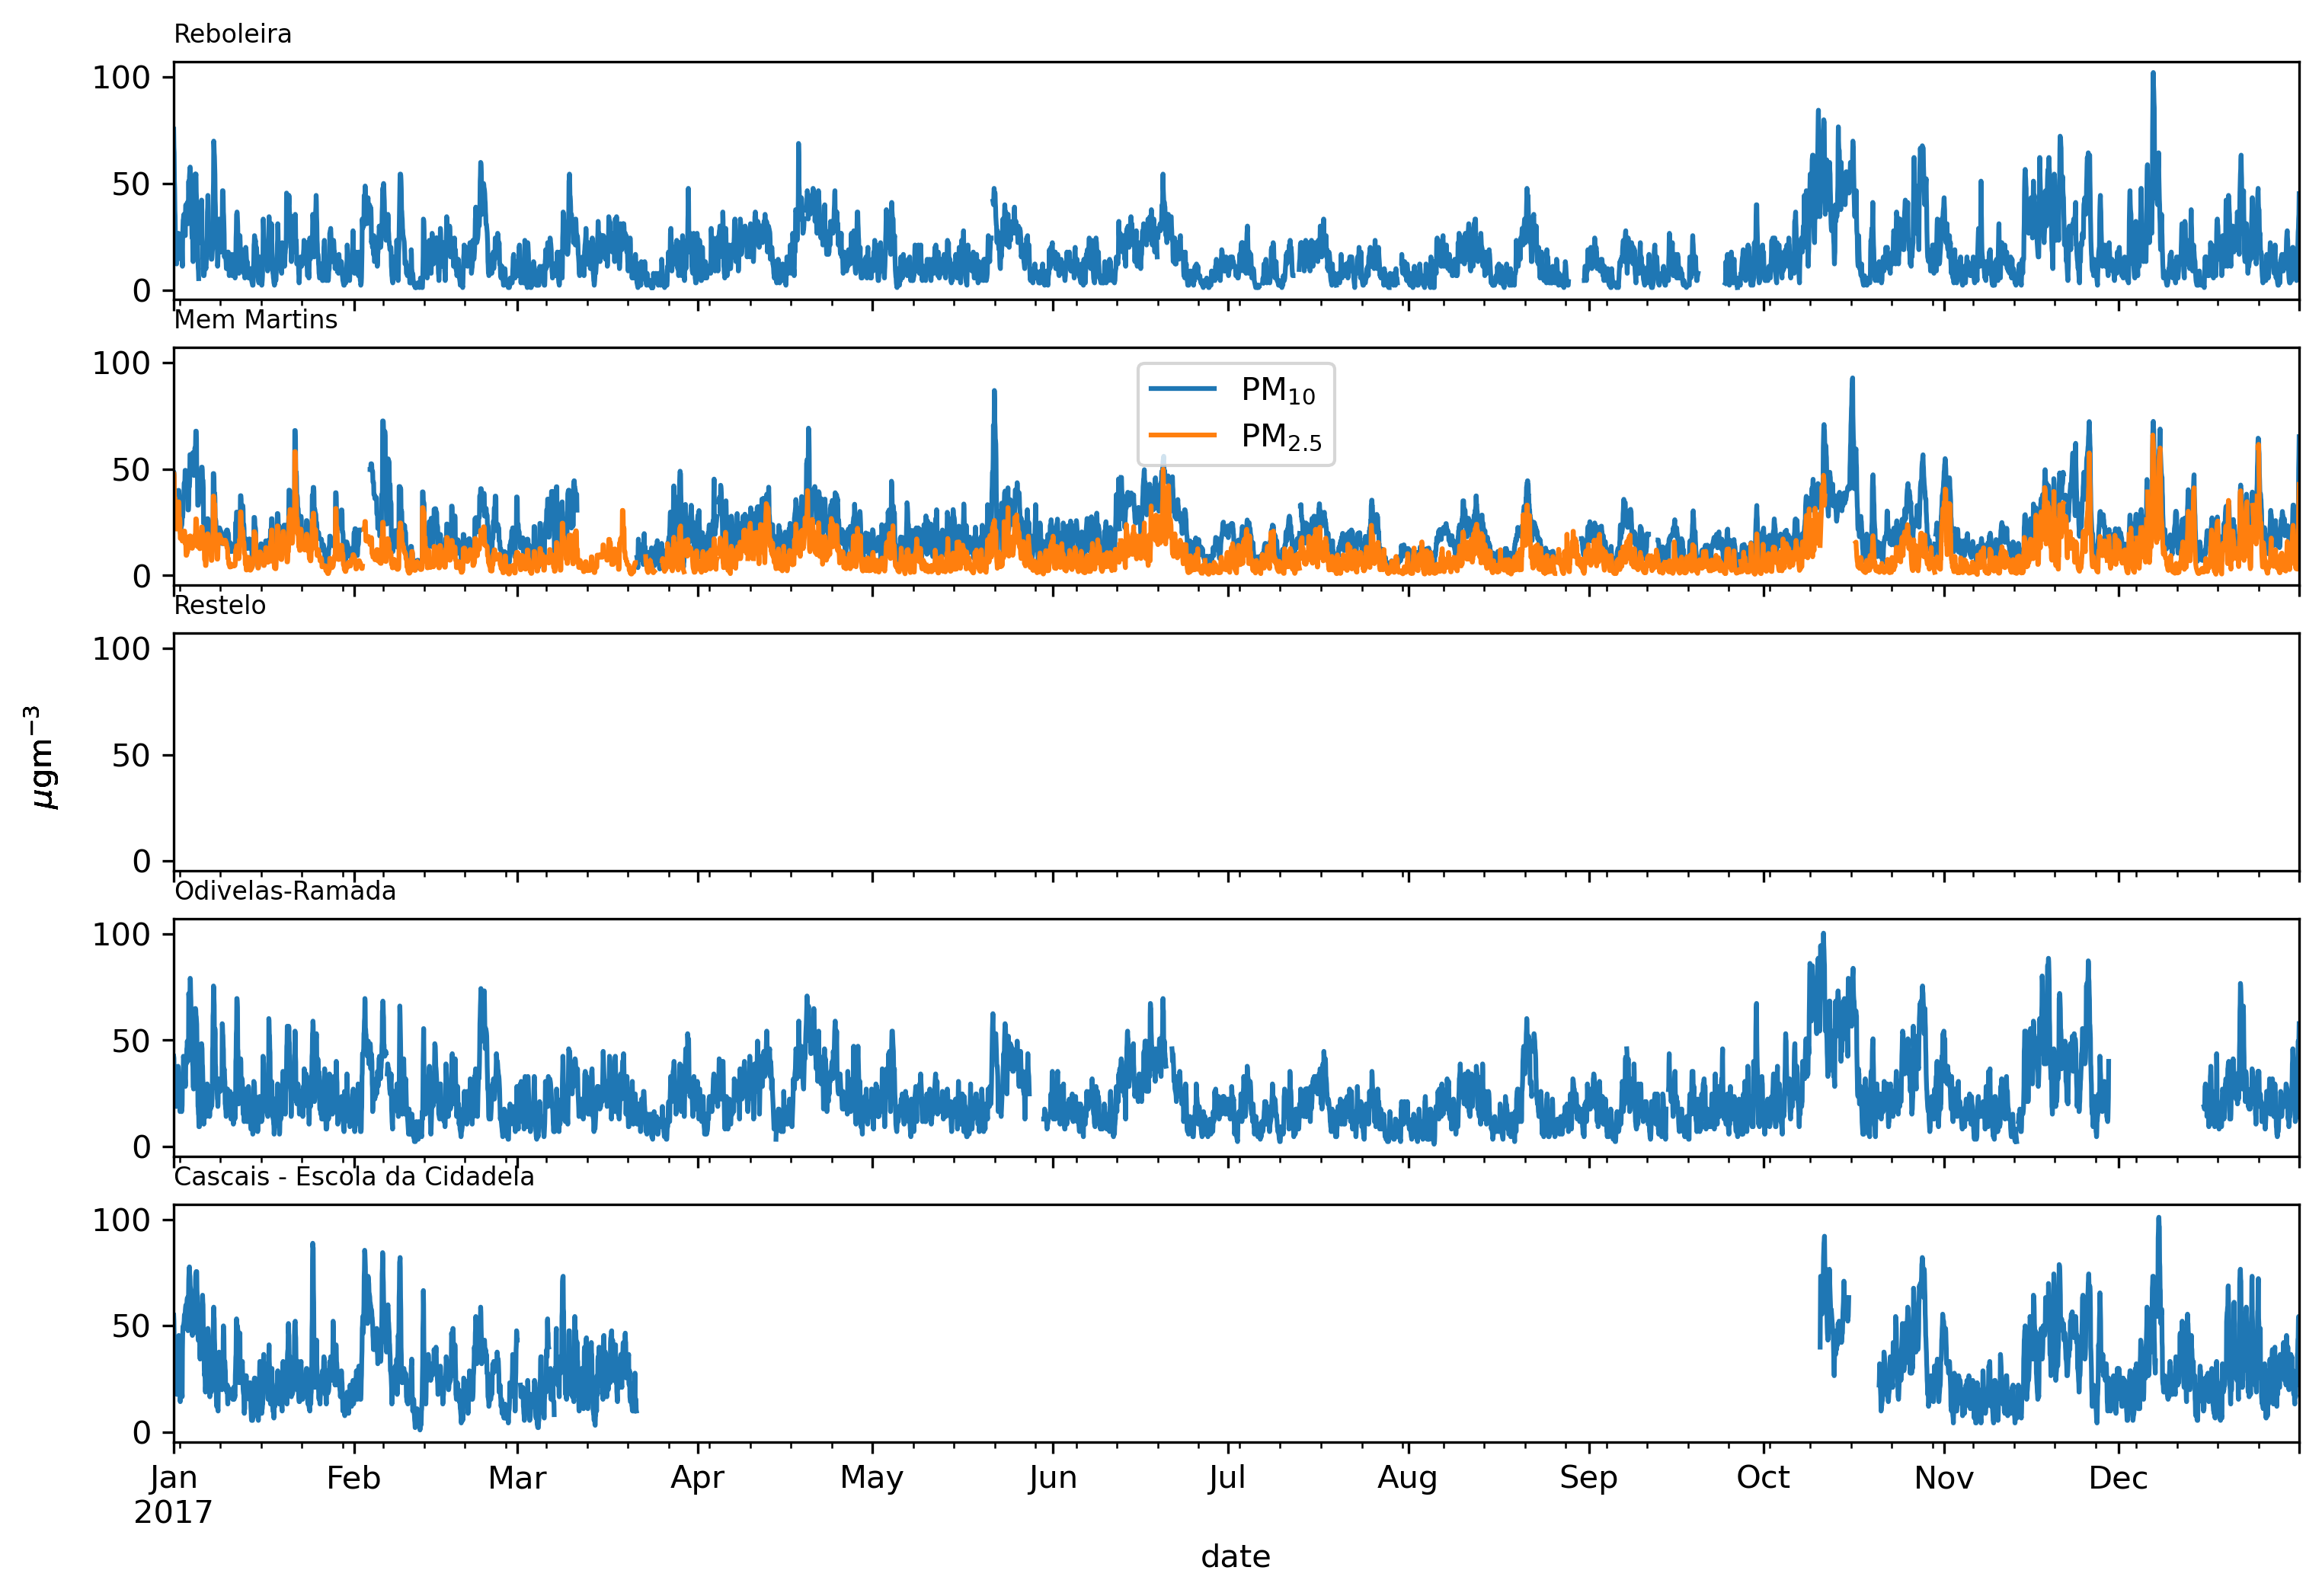 Reboleira
100
50
0
Mem Martins
100
50
0
PM₁₀
PM₂.₅
Restelo
100
50
0
μgm⁻³
Odivelas-Ramada
100
50
0
Cascais - Escola da Cidadela
100
50
0
Jan Feb Mar Apr May Jun Jul Aug Sep Oct Nov Dec
2017
date